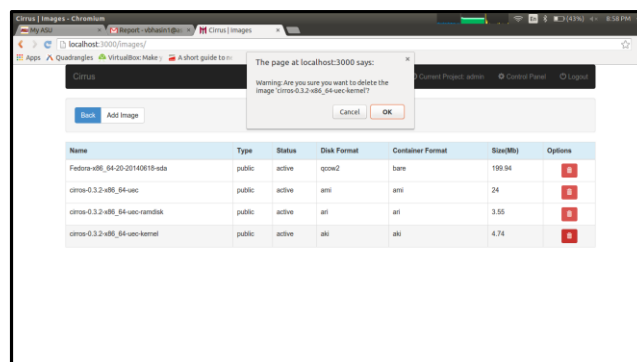 Cirrus | Images - Chromium
En (43%) 8:58 PM
My ASU Report - vbhasin1@ Cirrus | Images
localhost:3000/images/
Apps Quadrangles VirtualBox: Make y A short guide to m
The page at localhost:3000 says:
Warning: Are you sure you want to delete the
image 'cirros-0.3.2-x86_64-uec-kernel'?
Cancel OK
Cirrus Current Project: admin Control Panel Logout
Back Add Image
Name Type Status Disk Format Container Format Size(Mb) Options
Fedora-x86_64-20-20140618-sda public active qcow2 bare 199.94
cirros-0.3.2-x86_64-uec public active ami ami 24
cirros-0.3.2-x86_64-uec-ramdisk public active ari ari 3.55
cirros-0.3.2-x86_64-uec-kernel public active aki aki 4.74